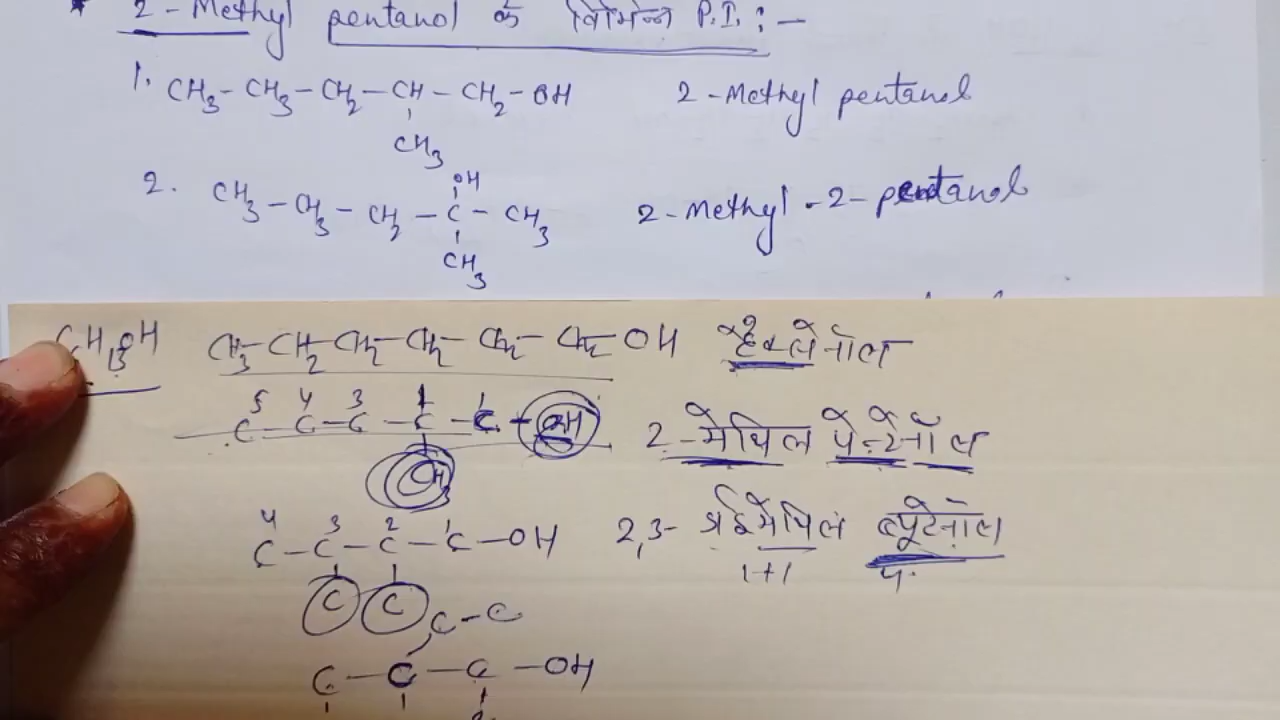 * 2-Methyl pentanol के विभिन्न P.I.:-
1. CH3-CH3-CH2-CH-CH2-OH 2-Methyl pentanol
CH3
OH
2. CH3-CH3-CH2-C-CH3 2-Methyl-2-pentanol
CH3
C6H13OH CH3-CH2-CH2-CH2-CH2-CH2-OH
5 4 3 1
C-C-C-C-C-OH 2-मेथिल पेन्टेनॉल
CH3
4 3 2 1
C-C-C-C-OH 2,3-डाईमेथिल ब्यूटेनॉल
1+1
C C C-C
C-C-C-OH